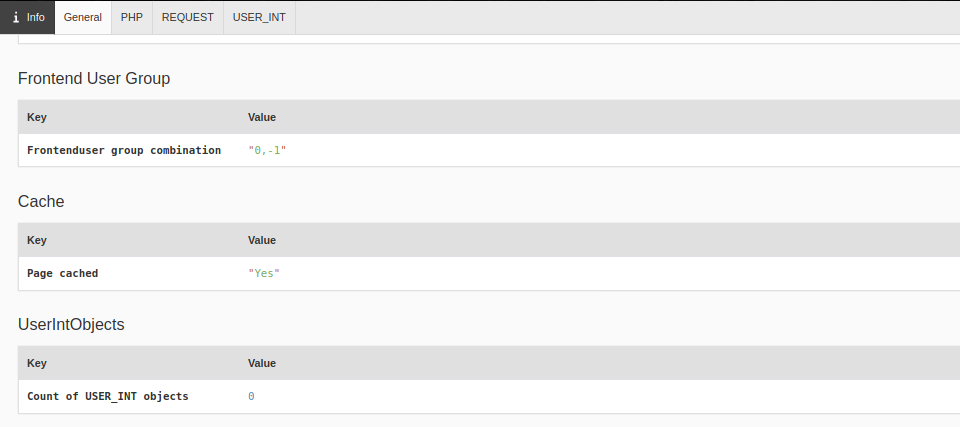 Info General PHP REQUEST USER_INT
Frontend User Group
Key Value
Frontenduser group combination "0,-1"
Cache
Key Value
Page cached "Yes"
UserIntObjects
Key Value
Count of USER_INT objects 0